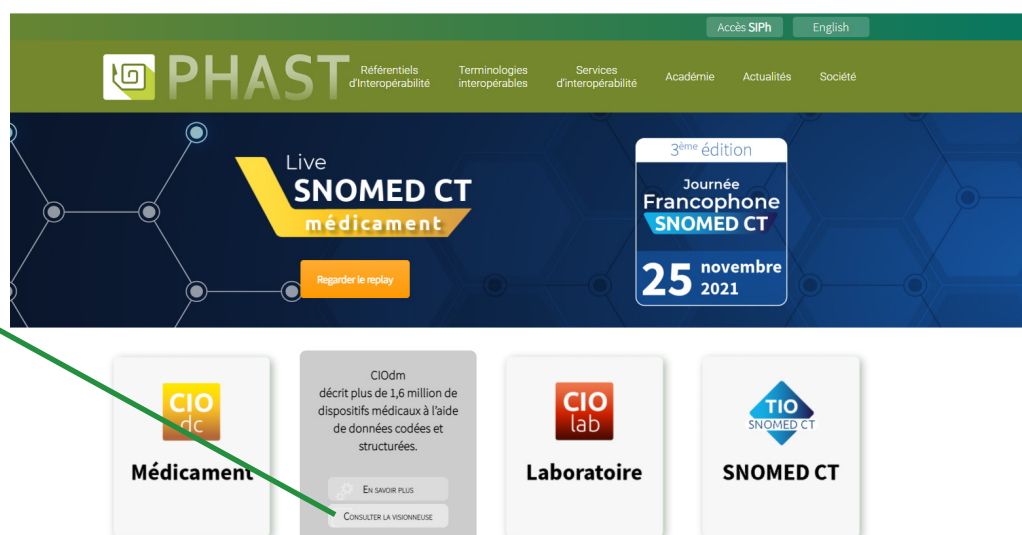 Accès SIPh
English
PHAST
Référentiels
d'Interopérabilité
Terminologies
interopérables
Services
d'interopérabilité
Académie
Actualités
Société
Live
SNOMED CT
médicament
Regarder le replay
3ème édition
Journée
Francophone
SNOMED CT
25 novembre
2021
CIO
dc
Médicament
CIOdm
décrit plus de 1,6 million de
dispositifs médicaux à l'aide
de données codées et
structurées.
En savoir plus
Consulter la visionneuse
CIO
lab
Laboratoire
TIO
SNOMED CT
SNOMED CT